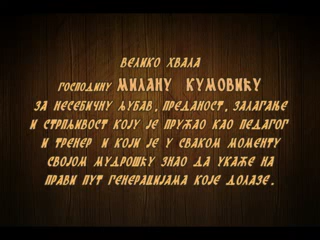 ВЕЛИКО ХВАЛА
ГОСПОДИНУ МИЛАНУ КУМОВИЋУ
ЗА НЕСЕБИЧНУ ЉУБАВ, ПРЕДАНОСТ, ЗАЛАГАЊЕ
И СТРПЉИВОСТ КОЈУ ЈЕ ПРУЖАО КАО ПЕДАГОГ
И ТРЕНЕР И КОЈИ ЈЕ У СВАКОМ МОМЕНТУ
СВОЈОМ МУДРОШЋУ ЗНАО ДА УКАЖЕ НА
ПРАВИ ПУТ ГЕНЕРАЦИЈАМА КОЈЕ ДОЛАЗЕ.